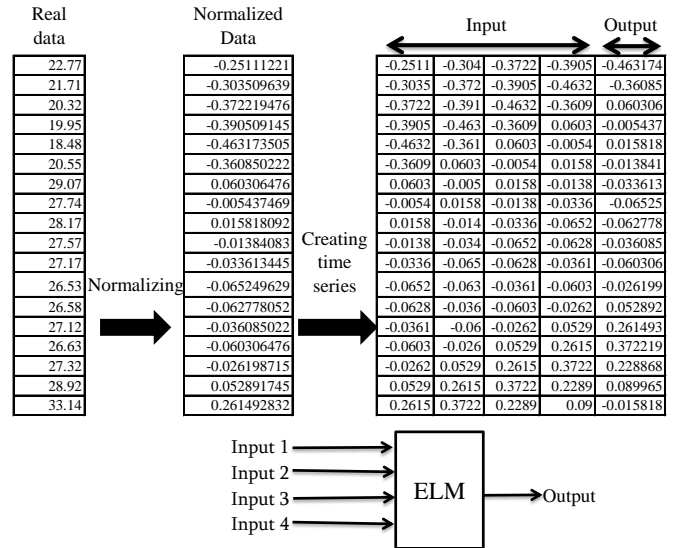 Real data
Normalized Data
Input
Output
22.77 -0.25111221 -0.2511 -0.304 -0.3722 -0.3905 -0.463174
21.71 -0.303509639 -0.3035 -0.372 -0.3905 -0.4632 -0.36085
20.32 -0.372219476 -0.3722 -0.391 -0.4632 -0.3609 0.060306
19.95 -0.390509145 -0.3905 -0.463 -0.3609 0.0603 -0.005437
18.48 -0.463173505 -0.4632 -0.361 0.0603 -0.0054 0.015818
20.55 -0.360850222 -0.3609 0.0603 -0.0054 0.0158 -0.013841
29.07 0.060306476 0.0603 -0.005 0.0158 -0.0138 -0.033613
27.74 -0.005437469 -0.0054 0.0158 -0.0138 -0.0336 -0.06525
28.17 0.015818092 0.0158 -0.014 -0.0336 -0.0652 -0.062778
27.57 -0.01384083 -0.0138 -0.034 -0.0652 -0.0628 -0.036085
27.17 -0.033613445 -0.0336 -0.065 -0.0628 -0.0361 -0.060306
26.53 -0.065249629 -0.0652 -0.063 -0.0361 -0.0603 -0.026199
26.58 -0.062778052 -0.0628 -0.036 -0.0603 -0.0262 0.052892
27.12 -0.036085022 -0.0361 -0.06 -0.0262 0.0529 0.261493
26.63 -0.060306476 -0.0603 -0.026 0.0529 0.2615 0.372219
27.32 -0.026198715 -0.0262 0.0529 0.2615 0.3722 0.228868
28.92 0.052891745 0.0529 0.2615 0.3722 0.2289 0.089965
33.14 0.261492832 0.2615 0.3722 0.2289 0.09 -0.015818
Normalizing
Creating
time
series
Input 1
Input 2
Input 3
Input 4
ELM
Output